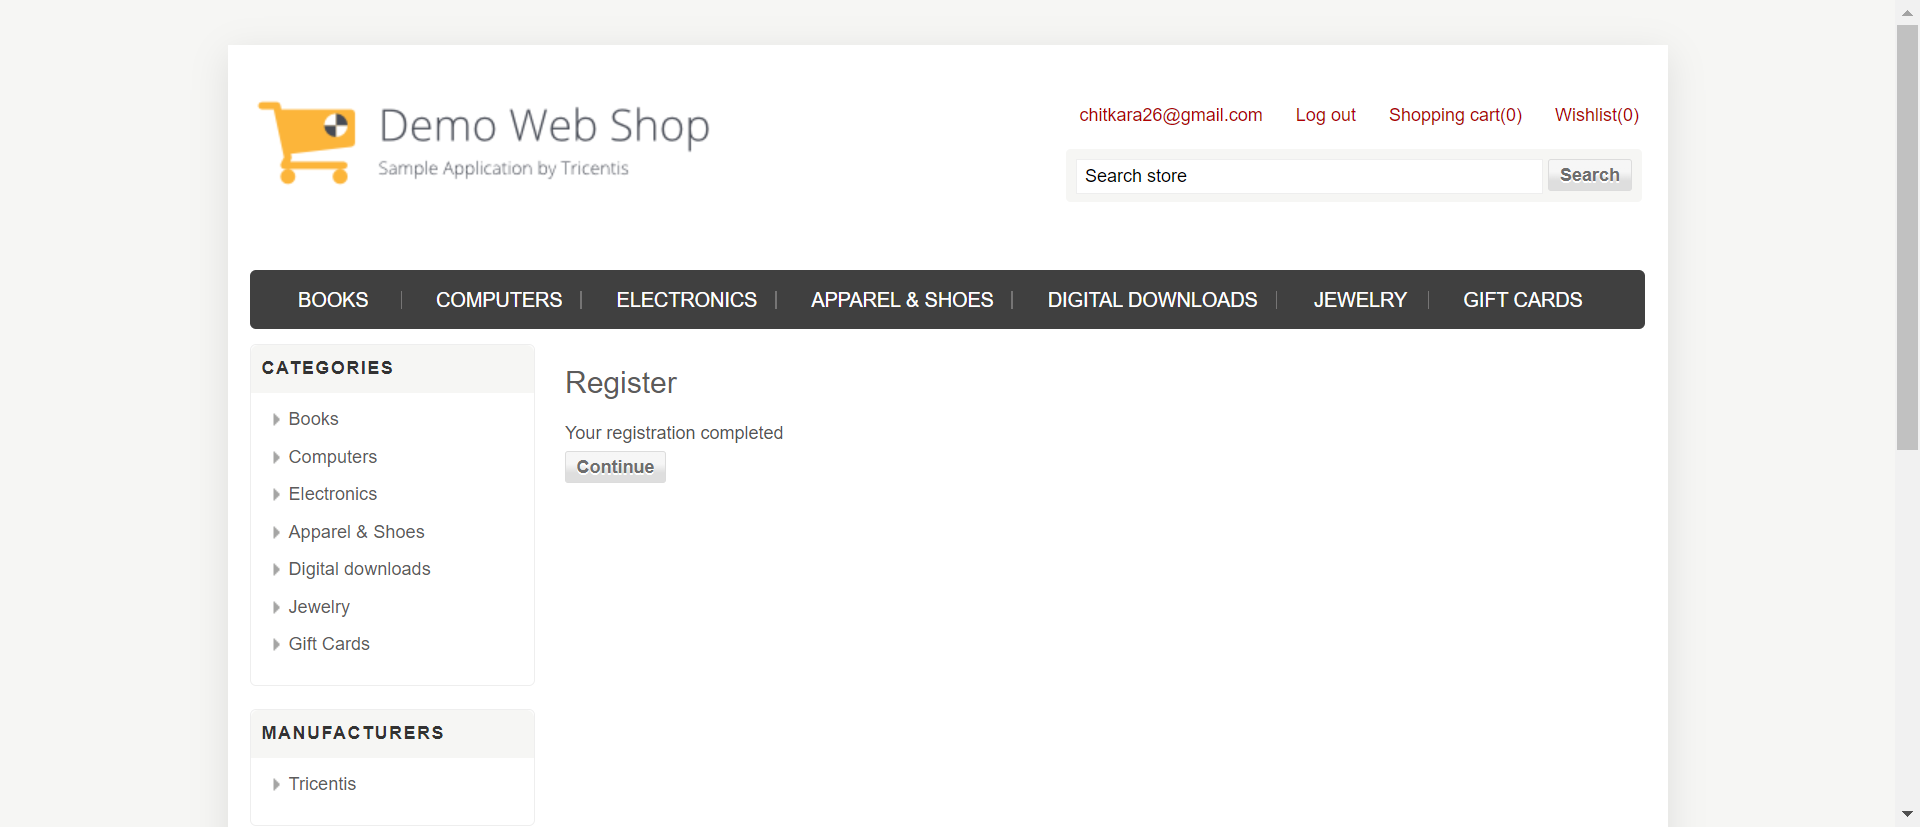 Demo Web Shop
Sample Application by Tricentis
chitkara26@gmail.com Log out Shopping cart(0) Wishlist(0)
Search store Search
BOOKS COMPUTERS ELECTRONICS APPAREL & SHOES DIGITAL DOWNLOADS JEWELRY GIFT CARDS
CATEGORIES
Books
Computers
Electronics
Apparel & Shoes
Digital downloads
Jewelry
Gift Cards
MANUFACTURERS
Tricentis
Register
Your registration completed
Continue